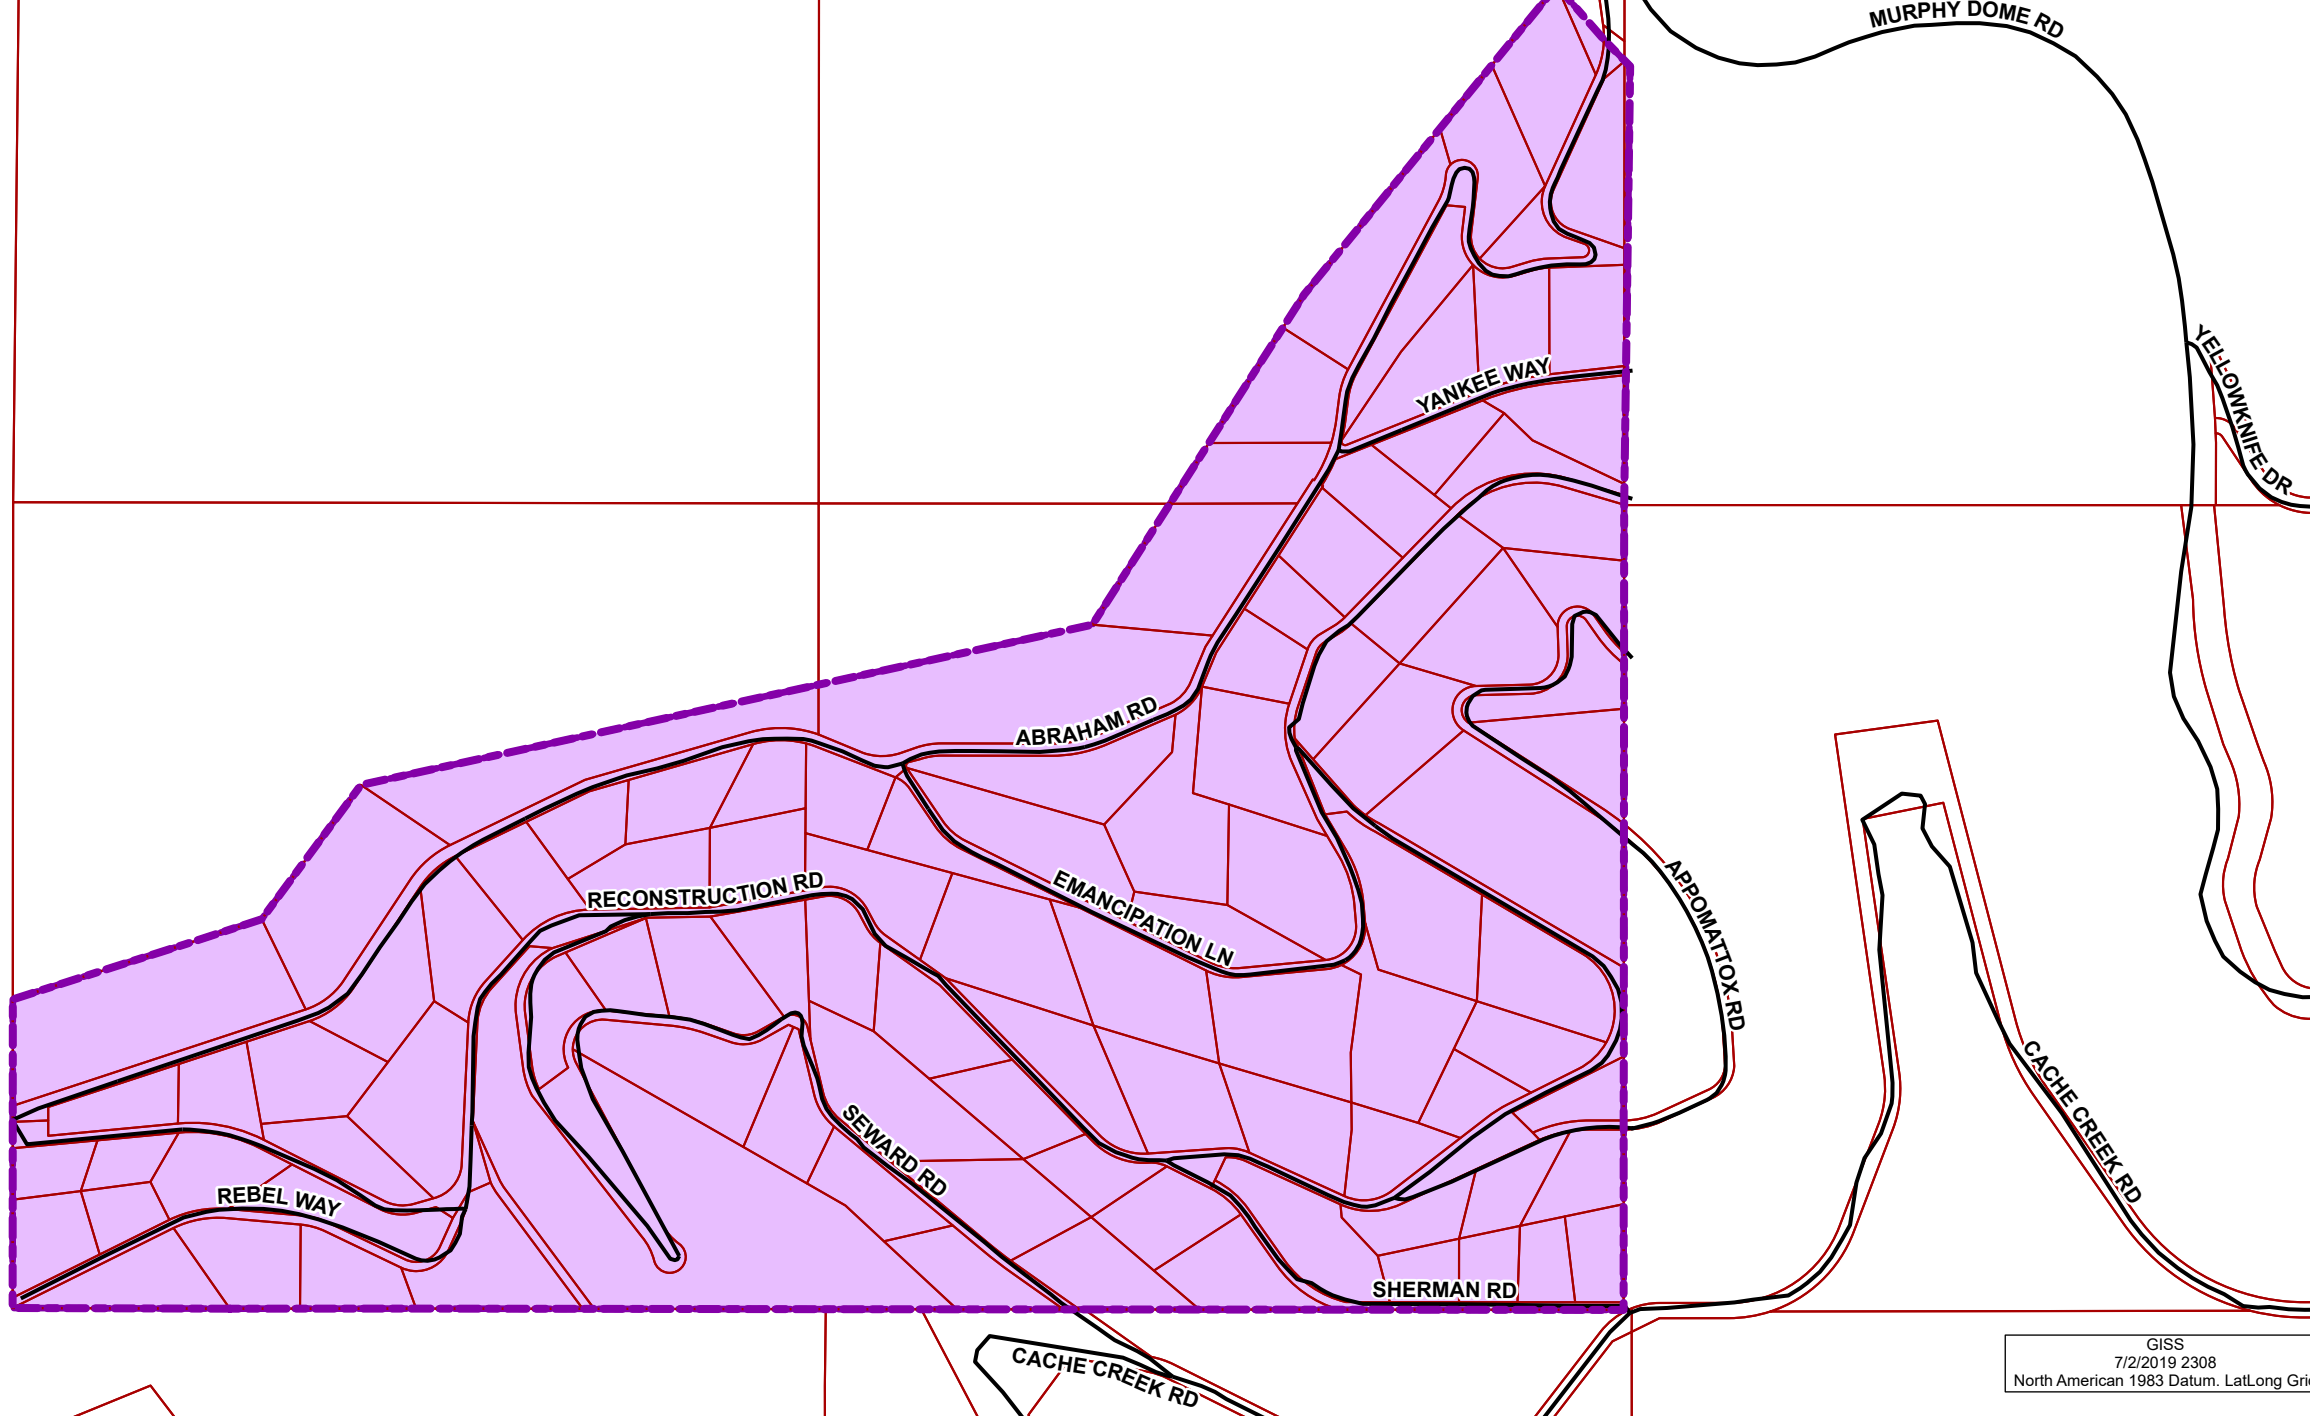 MURPHY DOME RD
YELLOWKNIFE DR
YANKEE WAY
ABRAHAM RD
RECONSTRUCTION RD
EMANCIPATION LN
APPOMATTOX RD
CACHE CREEK RD
SEWARD RD
REBEL WAY
SHERMAN RD
CACHE CREEK RD
GISS
7/2/2019 2308
North American 1983 Datum. LatLong Gri